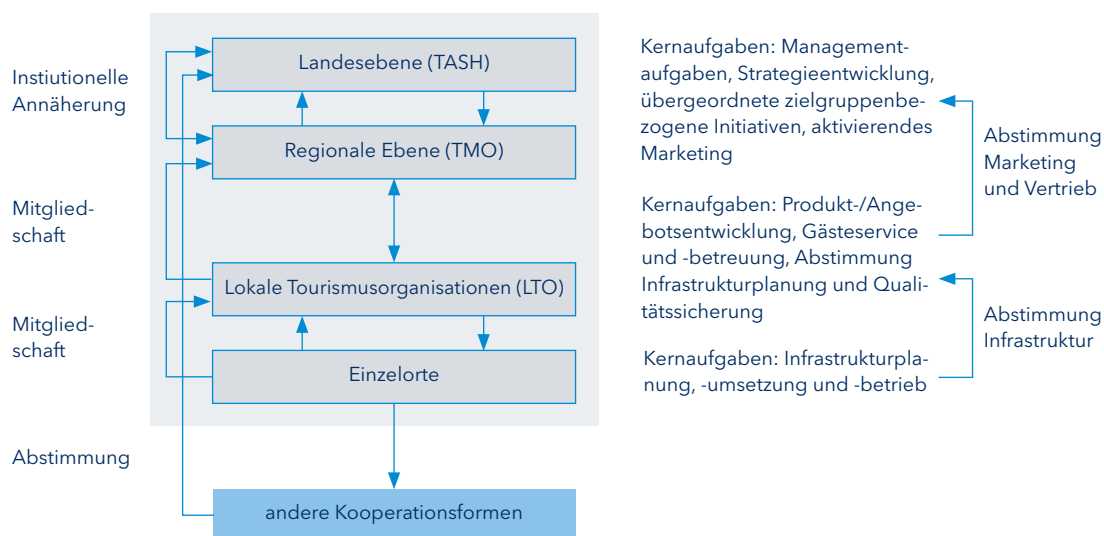 Instiutionelle
Annäherung
Mitglied-
schaft
Mitglied-
schaft
Abstimmung
Landesebene (TASH)
Regionale Ebene (TMO)
Lokale Tourismusorganisationen (LTO)
Einzelorte
andere Kooperationsformen
Kernaufgaben: Management-
aufgaben, Strategieentwicklung,
übergeordnete zielgruppenbe-
zogene Initiativen, aktivierendes
Marketing
Kernaufgaben: Produkt-/Ange-
botsentwicklung, Gästeservice
und -betreuung, Abstimmung
Infrastrukturplanung und Quali-
tätssicherung
Kernaufgaben: Infrastrukturpla-
nung, -umsetzung und -betrieb
Abstimmung
Marketing
und Vertrieb
Abstimmung
Infrastruktur